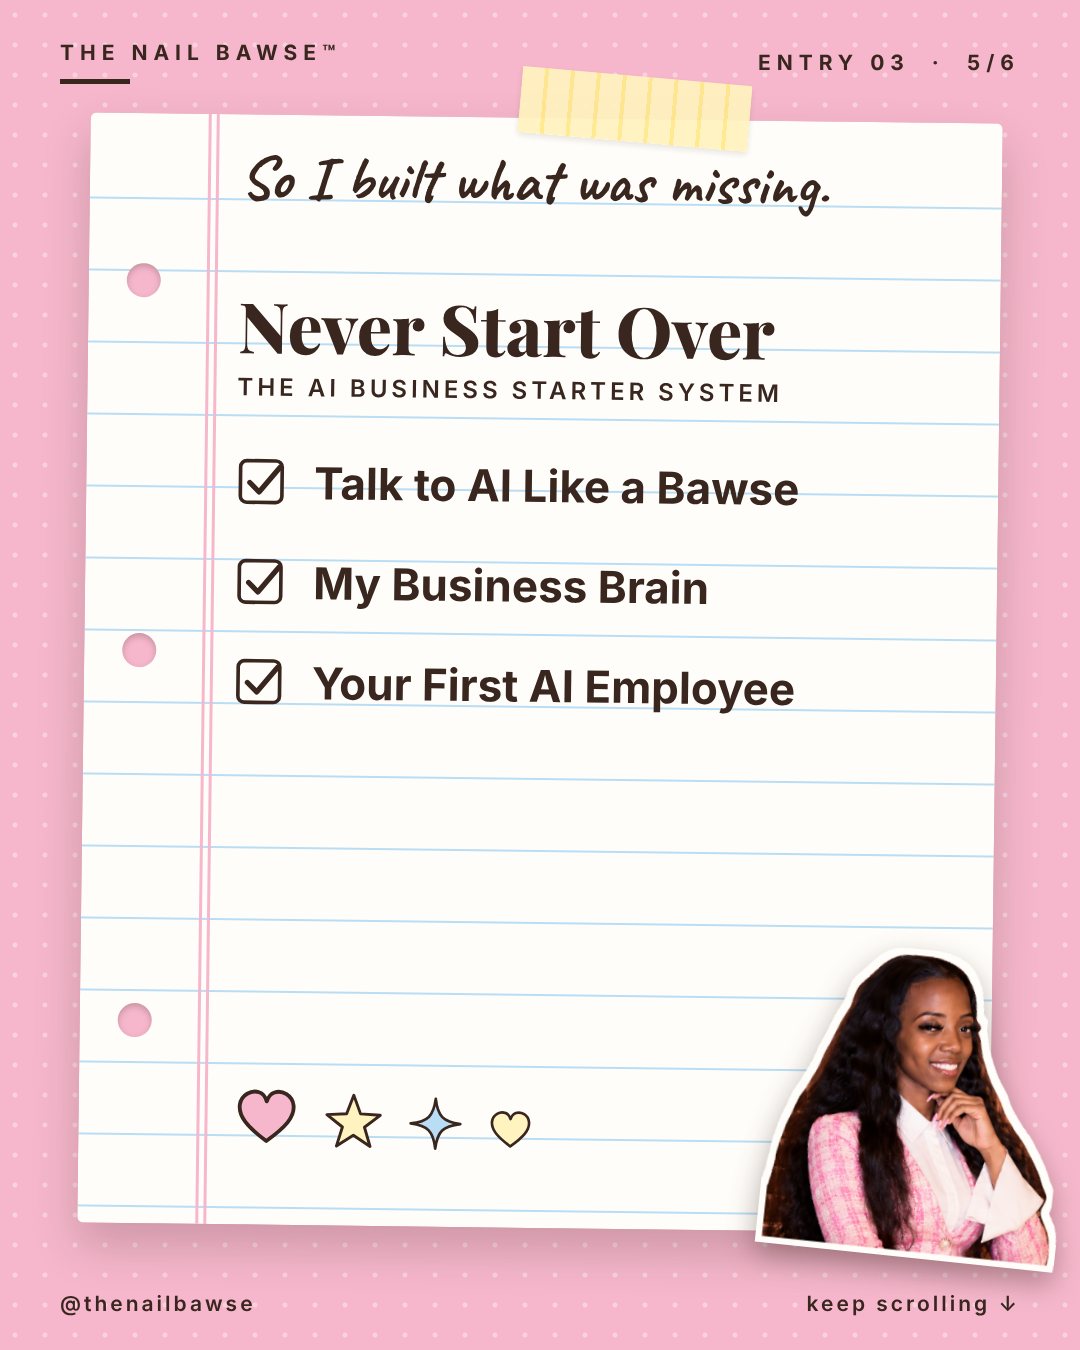 THE NAIL BAWSE™
ENTRY 03 · 5/6
So I built what was missing.
Never Start Over
THE AI BUSINESS STARTER SYSTEM
Talk to AI Like a Bawse
My Business Brain
Your First AI Employee
@thenailbawse
keep scrolling ↓